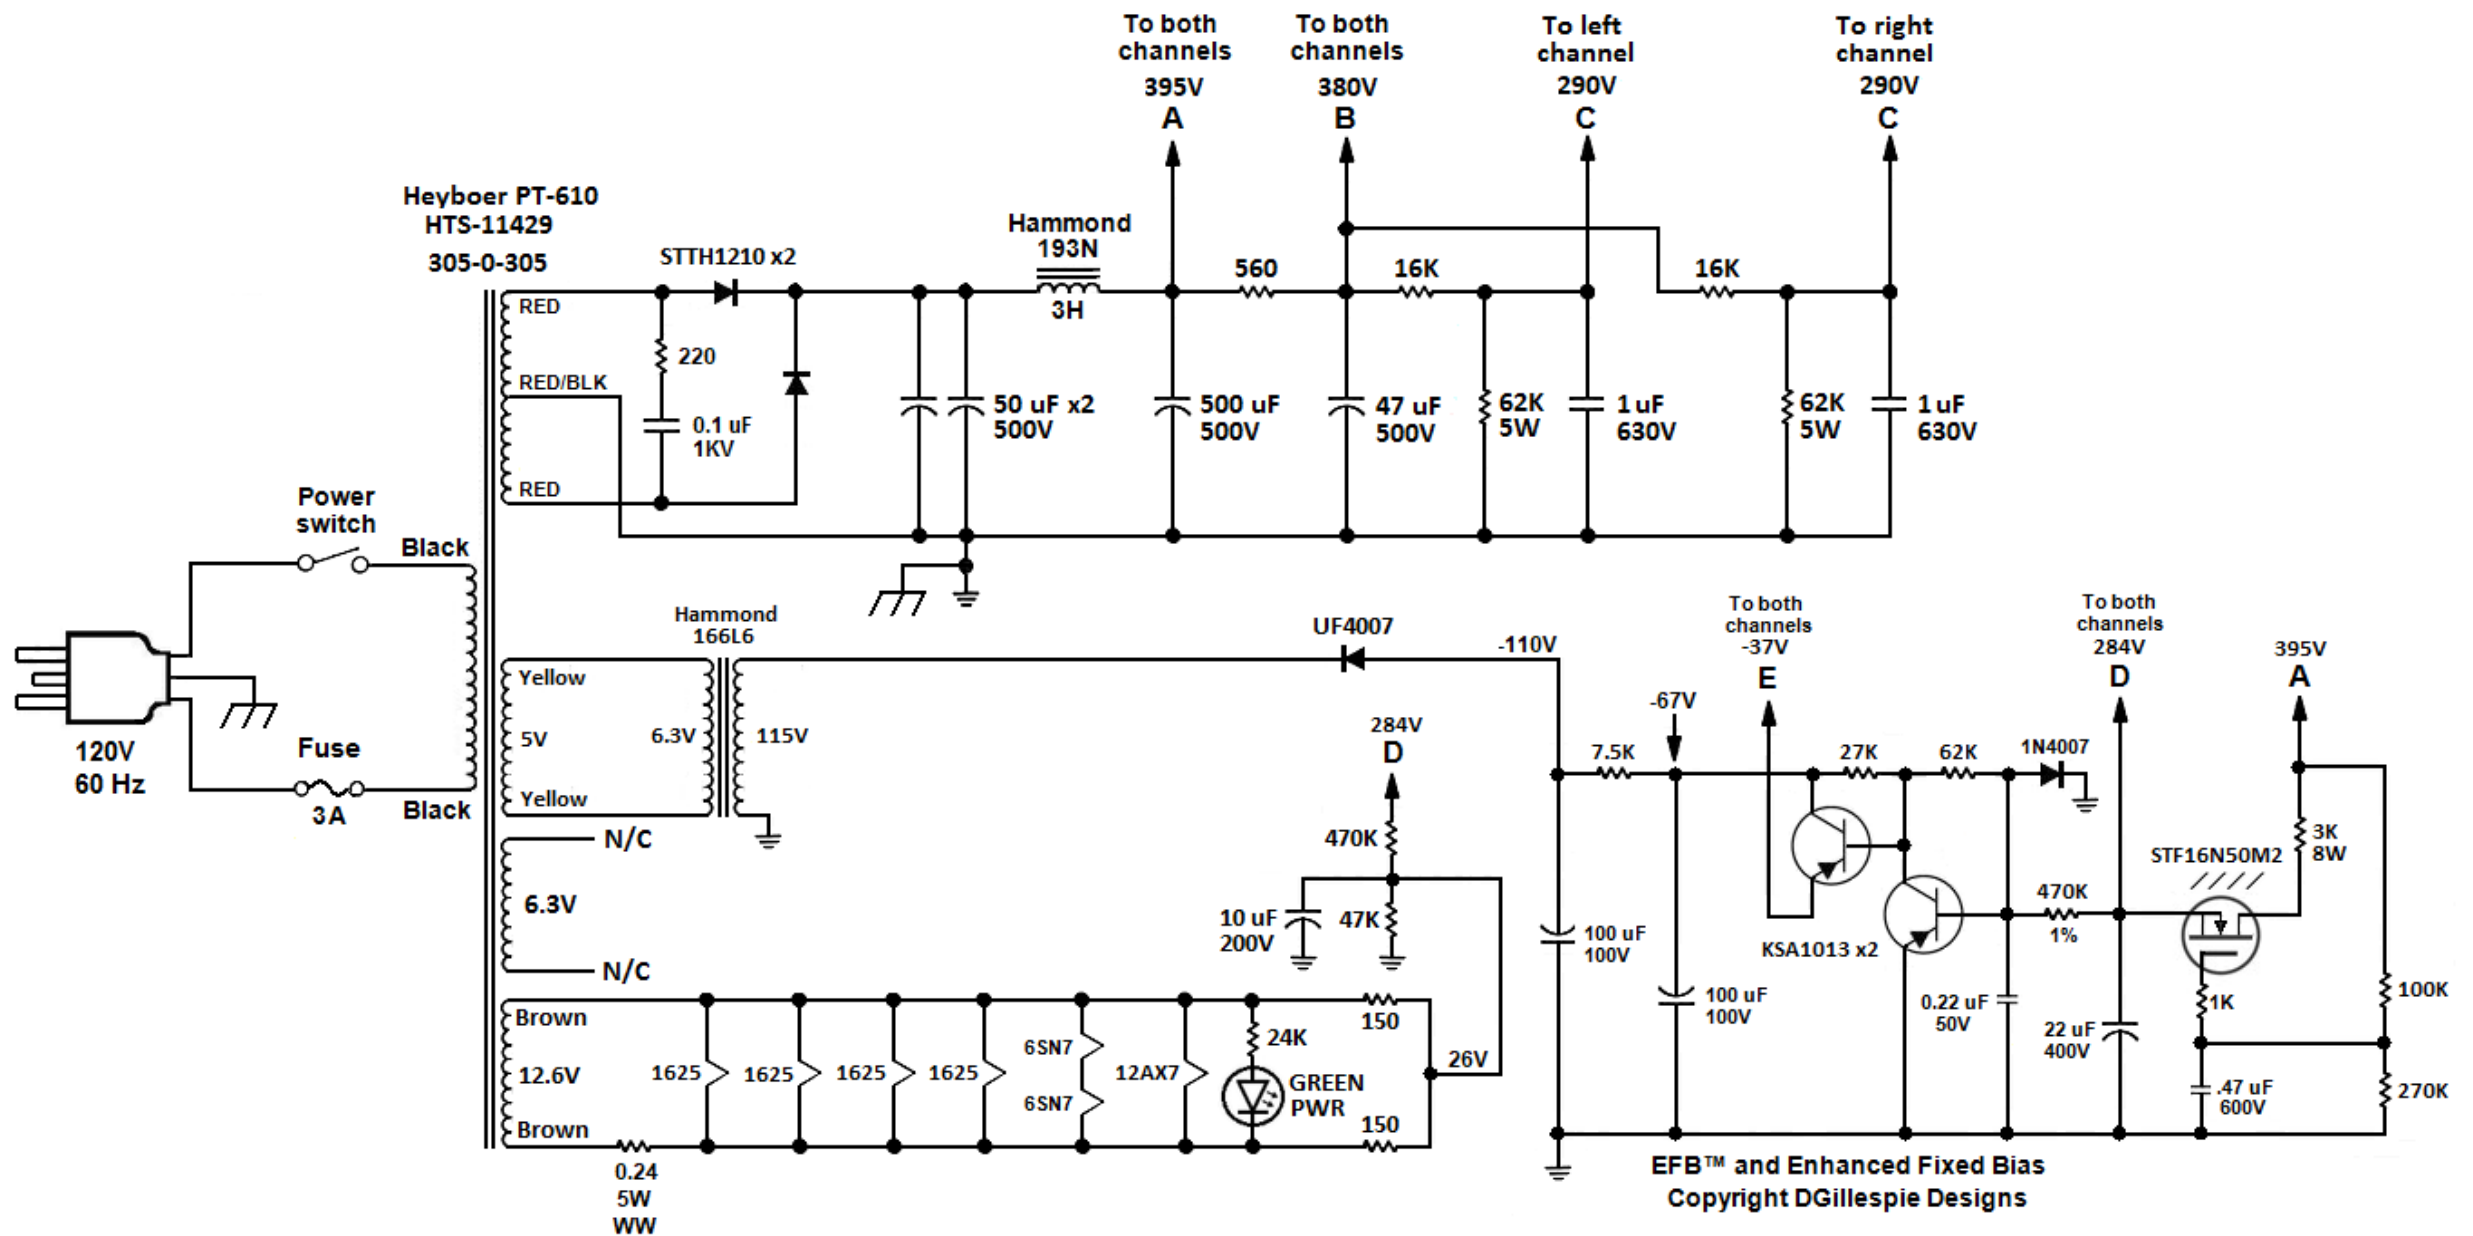 To both
channels
395V
A
To both
channels
380V
B
To left
channel
290V
C
To right
channel
290V
C
Heyboer PT-610
HTS-11429
305-0-305
STTH1210 x2
Hammond
193N
3H
560
16K
16K
RED
RED/BLK
RED
220
0.1 uF
1KV
50 uF x2
500V
500 uF
500V
47 uF
500V
62K
5W
1 uF
630V
62K
5W
1 uF
630V
Power
switch
Black
120V
60 Hz
Fuse
3A
Black
Hammond
166L6
Yellow
5V
Yellow
6.3V
115V
UF4007
-110V
N/C
6.3V
N/C
284V
D
470K
10 uF
200V
47K
Brown
12.6V
Brown
0.24
5W
WW
1625
1625
1625
1625
6SN7
6SN7
12AX7
24K
GREEN
PWR
150
150
26V
To both
channels
-37V
E
-67V
7.5K
27K
62K
1N4007
To both
channels
284V
D
395V
A
3K
8W
STF16N50M2
KSA1013 x2
470K
1%
100 uF
100V
100 uF
100V
0.22 uF
50V
22 uF
400V
1K
.47 uF
600V
100K
270K
EFB™ and Enhanced Fixed Bias
Copyright DGillespie Designs